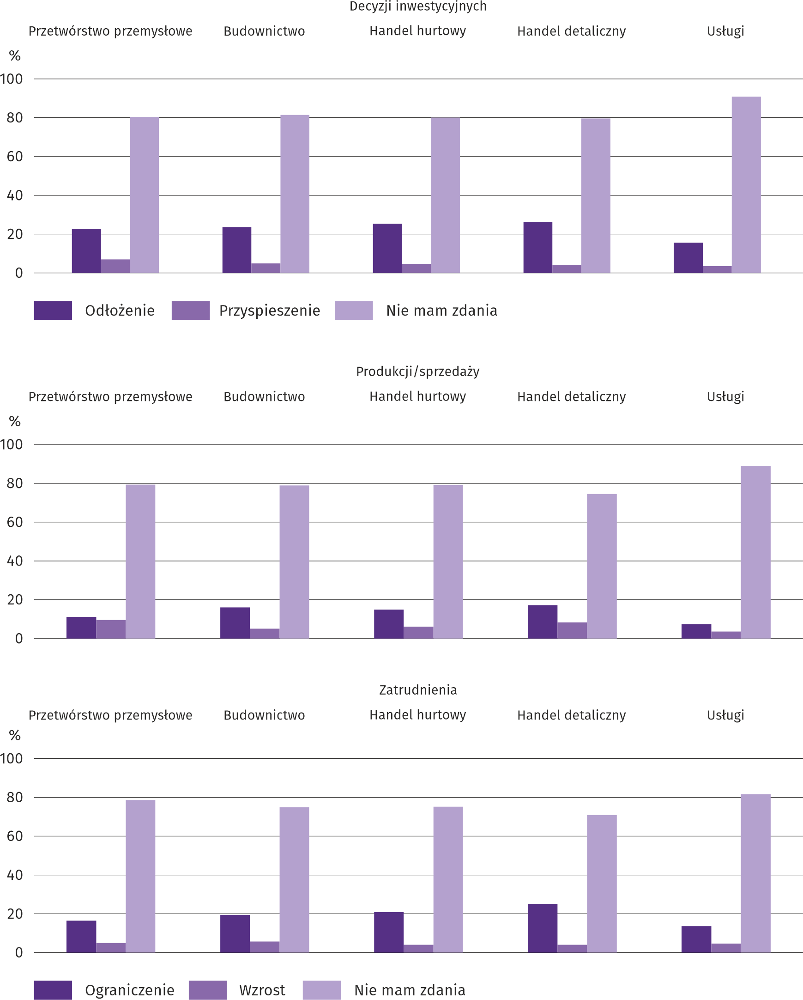 Decyzji inwestycyjnych
Przetwórstwo przemysłowe Budownictwo Handel hurtowy Handel detaliczny Usługi
%
100
80
60
40
20
0
Odłożenie Przyspieszenie Nie mam zdania
Produkcji/sprzedaży
Przetwórstwo przemysłowe Budownictwo Handel hurtowy Handel detaliczny Usługi
%
100
80
60
40
20
0
Zatrudnienia
Przetwórstwo przemysłowe Budownictwo Handel hurtowy Handel detaliczny Usługi
%
100
80
60
40
20
0
Ograniczenie Wzrost Nie mam zdania